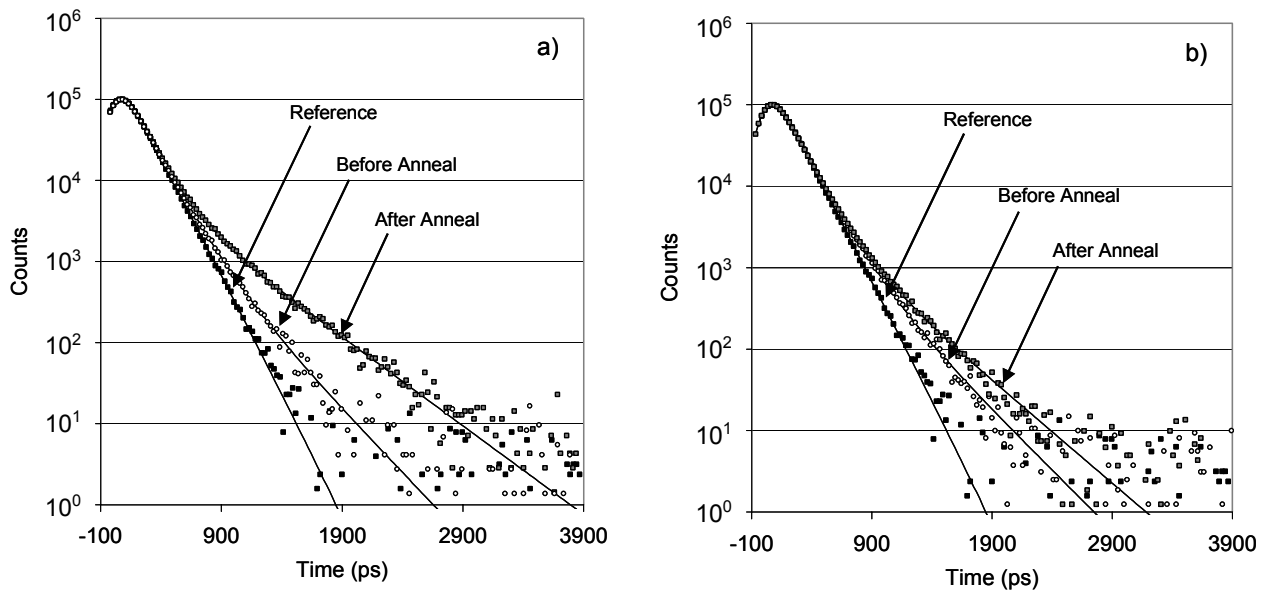 a)
10^6
10^5
10^4
10^3
10^2
10^1
10^0
Counts
Reference
Before Anneal
After Anneal
-100 900 1900 2900 3900
Time (ps)
b)
10^6
10^5
10^4
10^3
10^2
10^1
10^0
Counts
Reference
Before Anneal
After Anneal
-100 900 1900 2900 3900
Time (ps)